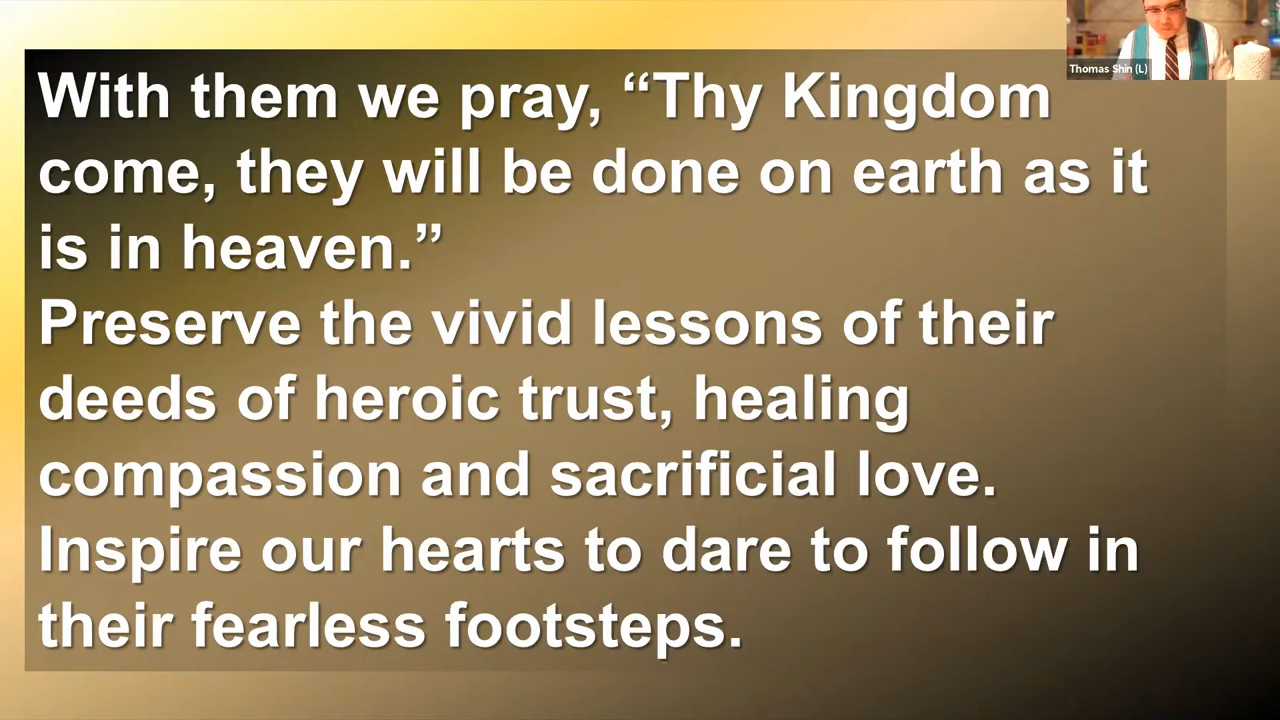 With them we pray, “Thy Kingdom
come, they will be done on earth as it
is in heaven.”
Preserve the vivid lessons of their
deeds of heroic trust, healing
compassion and sacrificial love.
Inspire our hearts to dare to follow in
their fearless footsteps.
Thomas Shin (L)